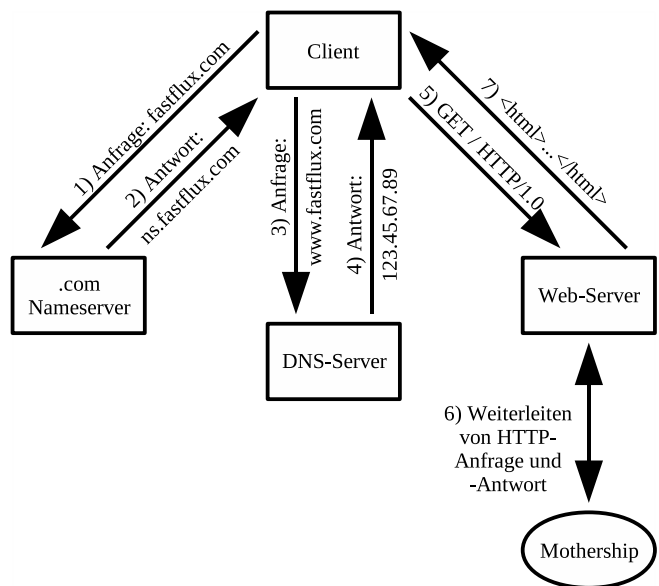 Client
1) Anfrage: fastflux.com
2) Antwort:
ns.fastflux.com
3) Anfrage:
www.fastflux.com
4) Antwort:
123.45.67.89
5) GET / HTTP/1.0
7) <html>... </html>
.com
Nameserver
DNS-Server
Web-Server
6) Weiterleiten
von HTTP-
Anfrage und
-Antwort
Mothership